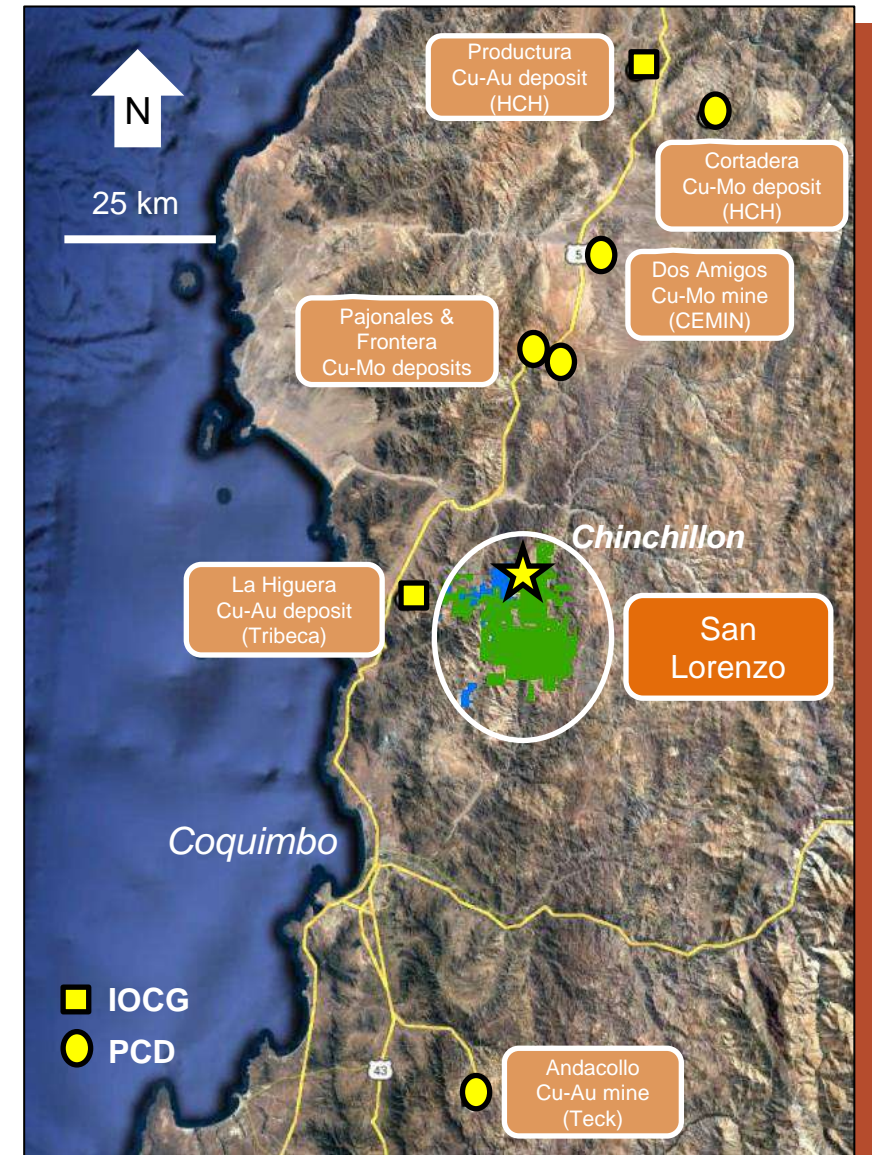 Productura
Cu-Au deposit
(HCH)
N
Cortadera
Cu-Mo deposit
(HCH)
25 km
5
Dos Amigos
Cu-Mo mine
(CEMIN)
Pajonales &
Frontera
Cu-Mo deposits
Chinchillon
La Higuera
Cu-Au deposit
(Tribeca)
San
Lorenzo
Coquimbo
IOCG
PCD
43
Andacollo
Cu-Au mine
(Teck)